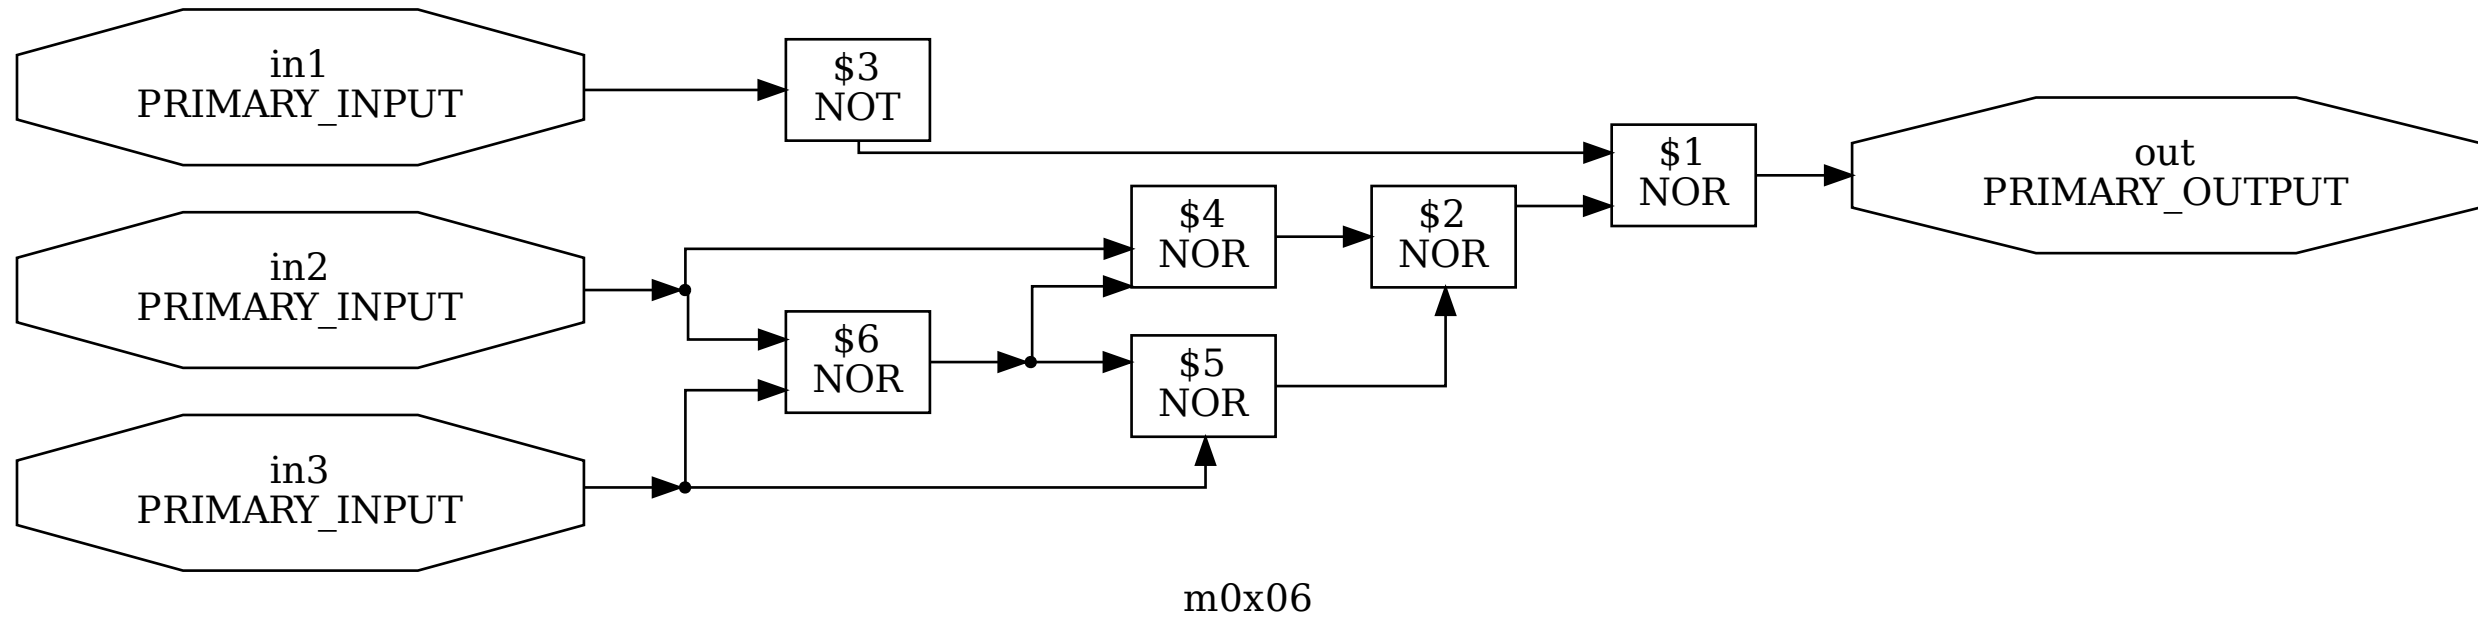 in1
PRIMARY_INPUT
$3
NOT
$1
NOR
out
PRIMARY_OUTPUT
$4
NOR
$2
NOR
in2
PRIMARY_INPUT
$6
NOR
$5
NOR
in3
PRIMARY_INPUT
m0x06